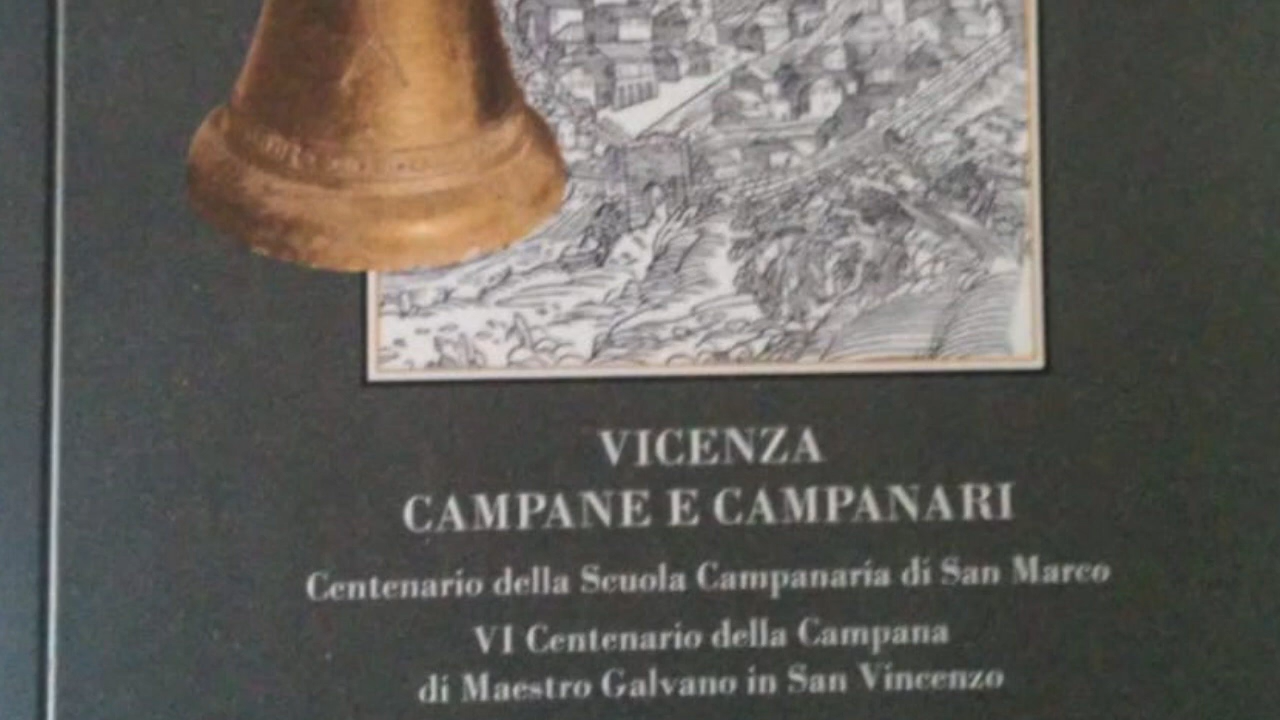 VICENZA
CAMPANE E CAMPANARI
Centenario della Scuola Campanaria di San Marco
VI Centenario della Campana
di Maestro Galvano in San Vincenzo